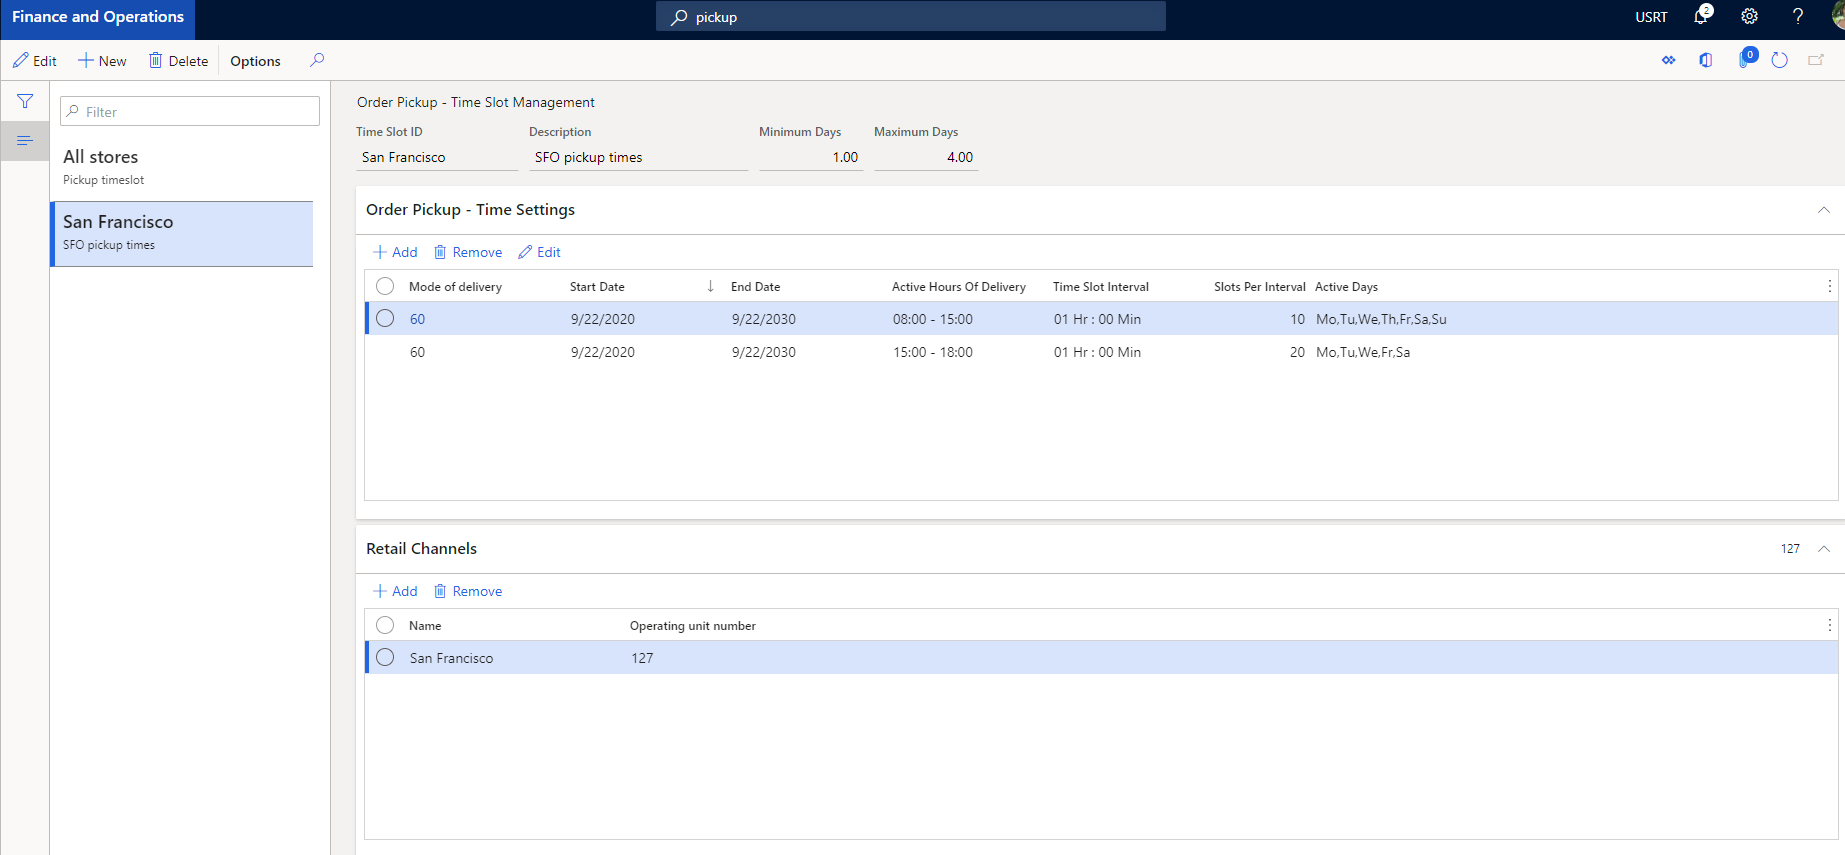 Finance and Operations
pickup
USRT
2
?
Edit
New
Delete
Options
0
Filter
All stores
Pickup timeslot
San Francisco
SFO pickup times
Order Pickup - Time Slot Management
Time Slot ID Description Minimum Days Maximum Days
San Francisco SFO pickup times 1.00 4.00
Order Pickup - Time Settings
Add Remove Edit
Mode of delivery Start Date End Date Active Hours Of Delivery Time Slot Interval Slots Per Interval Active Days
60 9/22/2020 9/22/2030 08:00 - 15:00 01 Hr : 00 Min 10 Mo,Tu,We,Th,Fr,Sa,Su
60 9/22/2020 9/22/2030 15:00 - 18:00 01 Hr : 00 Min 20 Mo,Tu,We,Fr,Sa
Retail Channels 127
Add Remove
Name Operating unit number
San Francisco 127